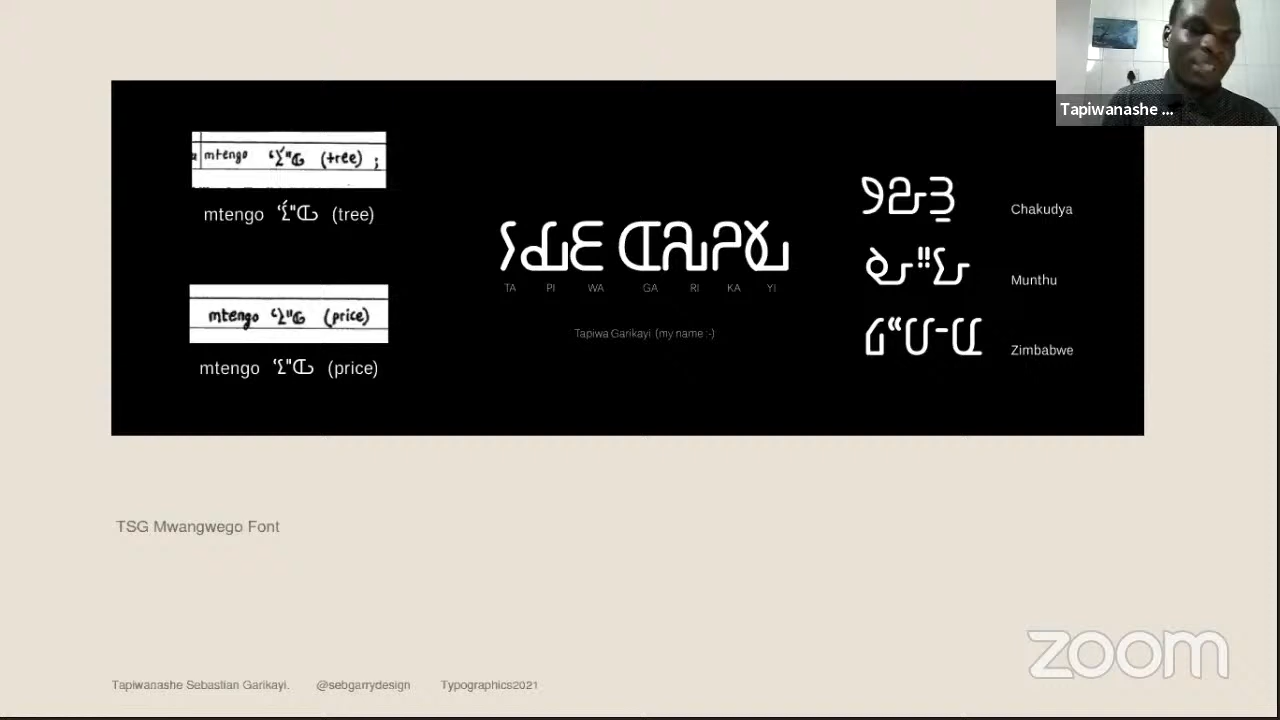 Tapiwanashe ...
mtengo (tree) ;
mtengo (tree)
mtengo (price)
mtengo (price)
TA PI WA GA RI KA YI
Tapiwa Garikayi (my name :-)
Chakudya
Munthu
Zimbabwe
TSG Mwangwego Font
zoom
Tapiwanashe Sebastian Garikayi. @sebgarrydesign Typographics2021